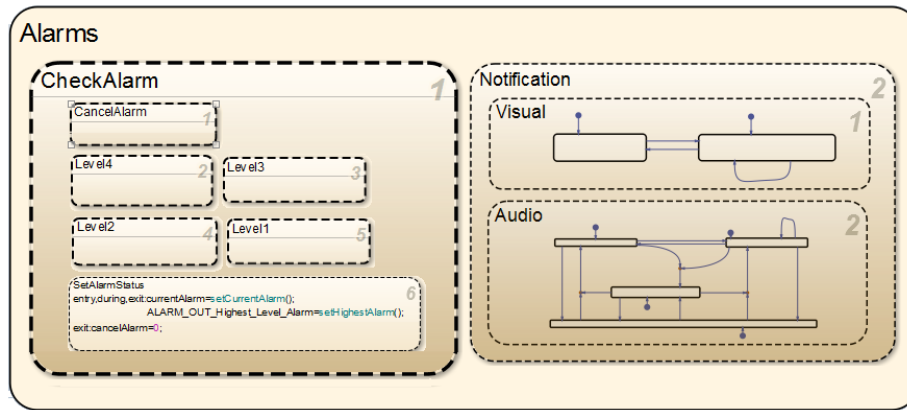 Alarms
CheckAlarm
1
CancelAlarm
1
Level4
2
Level3
3
Level2
4
Level1
5
SetAlarmStatus
6
entry,during,exit:currentAlarm=setCurrentAlarm();
ALARM_OUT_Highest_Level_Alarm=setHighestAlarm();
exit:cancelAlarm=0;
Notification
2
Visual
1
Audio
2